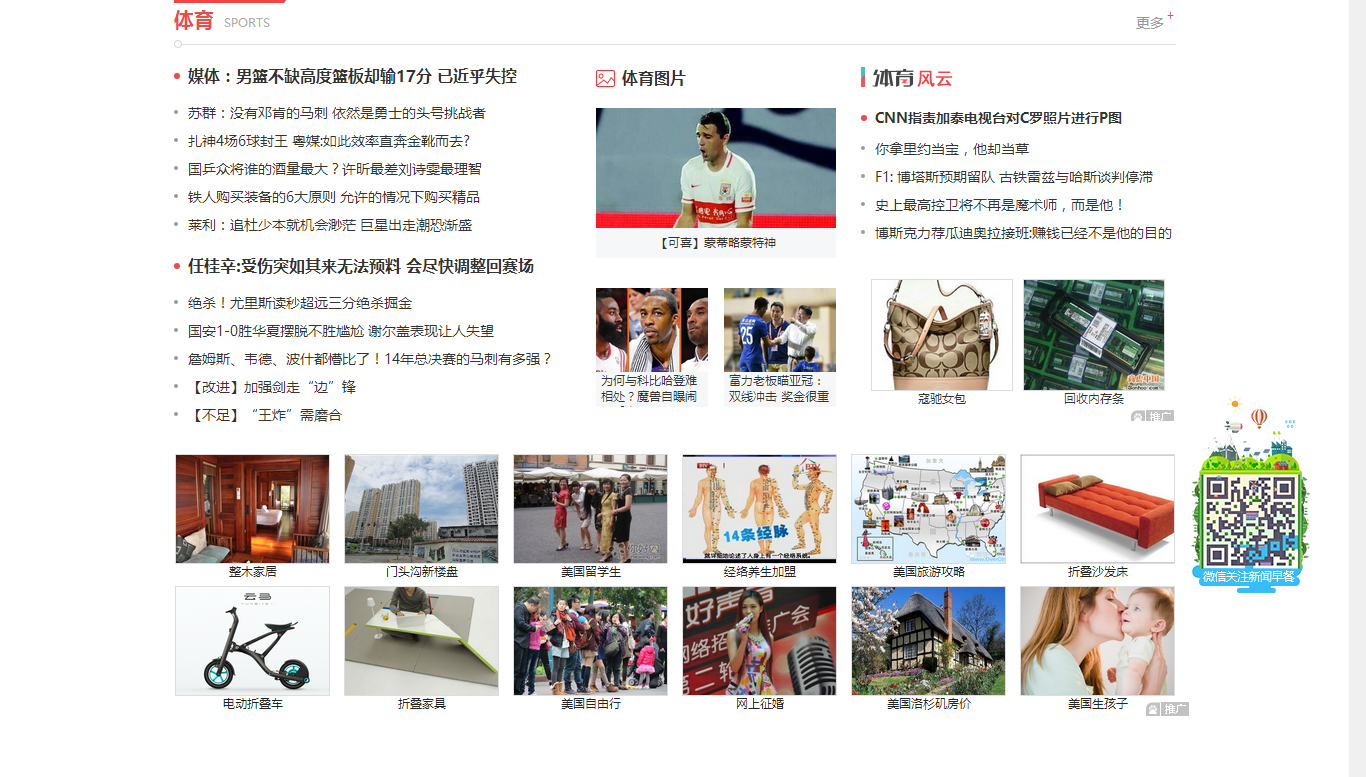 体育 SPORTS
更多 +
媒体：男篮不缺高度篮板却输17分 已近乎失控
苏群：没有邓肯的马刺 依然是勇士的头号挑战者
扎神4场6球封王 粤媒:如此效率直奔金靴而去?
国乒众将谁的酒量最大？许昕最差刘诗雯最理智
铁人购买装备的6大原则 允许的情况下购买精品
莱利：追杜少本就机会渺茫 巨星出走潮恐渐盛
任桂辛:受伤突如其来无法预料 会尽快调整回赛场
绝杀！尤里斯读秒超远三分绝杀掘金
国安1-0胜华夏摆脱不胜尴尬 谢尔盖表现让人失望
詹姆斯、韦德、波什都懵比了！14年总决赛的马刺有多强？
【改进】加强剑走“边”锋
【不足】“王炸”需磨合
体育图片
【可喜】蒙蒂略蒙特神
为何与科比哈登难
相处？魔兽自曝闹
富力老板瞄亚冠：
双线冲击 奖金很重
体育风云
CNN指责加泰电视台对C罗照片进行P图
你拿里约当宝，他却当草
F1: 博塔斯预期留队 古铁雷兹与哈斯谈判停滞
史上最高控卫将不再是魔术师，而是他！
博斯克力荐瓜迪奥拉接班:赚钱已经不是他的目的
25
寇驰女包
回收内存条
推广
14条经脉
整木家居
门头沟新楼盘
美国留学生
经络养生加盟
美国旅游攻略
折叠沙发床
微信关注新闻早餐
云马
好声
广会
网络招
第二轮
电动折叠车
折叠家具
美国自由行
网上征婚
美国洛杉矶房价
美国生孩子
推广